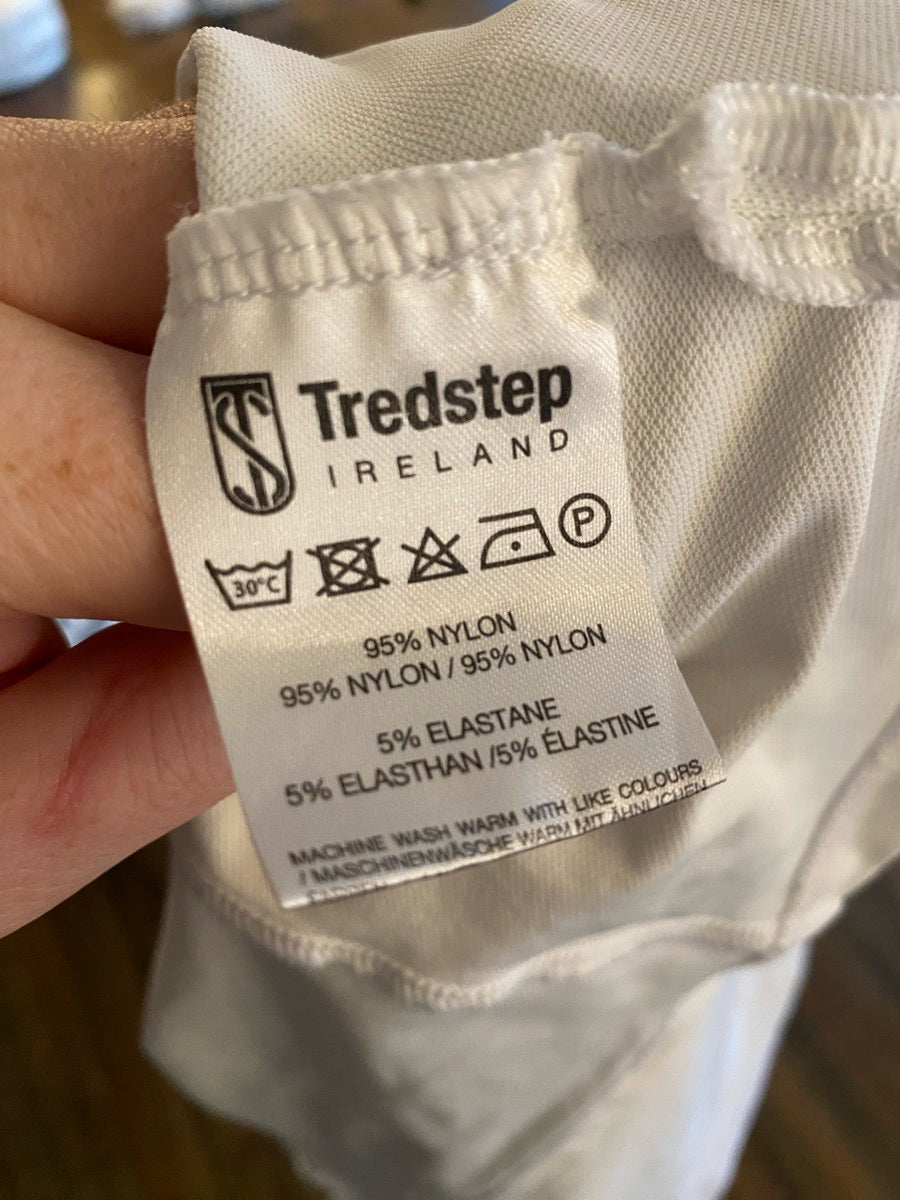 TS
Tredstep
IRELAND
30°C P
95% NYLON
95% NYLON / 95% NYLON
5% ELASTANE
5% ELASTHAN /5% ÉLASTINE
MACHINE WASH WARM WITH LIKE COLOURS
/ MASCHINENWÄSCHE WARM MIT ÄHNLICHEN